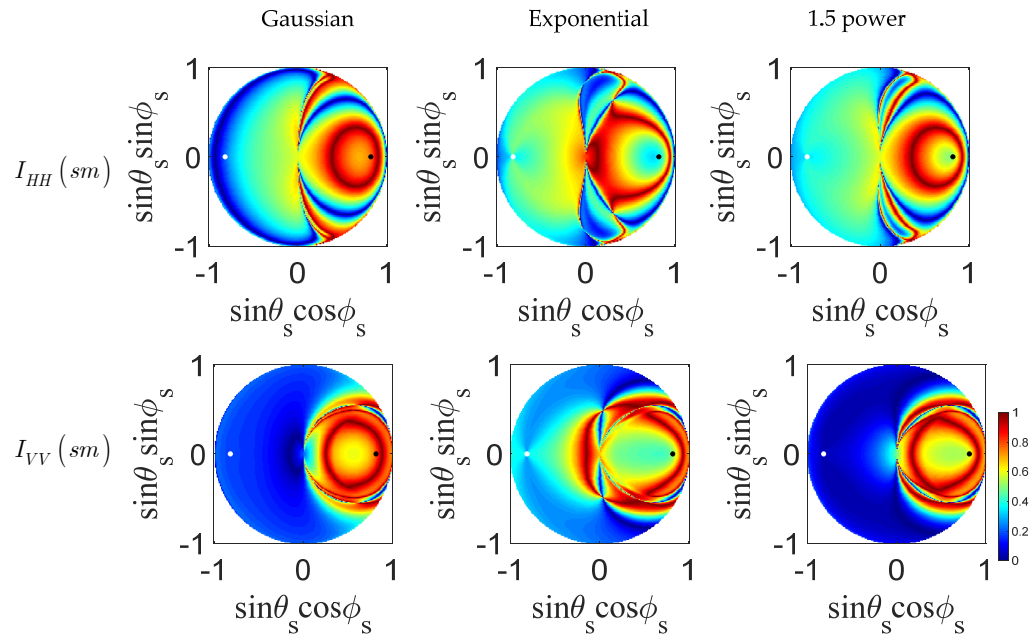 Gaussian Exponential 1.5 power
I_HH (sm)
sinθ_s sinφ_s
1
0
-1
-1 0 1
sinθ_s cosφ_s
sinθ_s sinφ_s
1
0
-1
-1 0 1
sinθ_s cosφ_s
sinθ_s sinφ_s
1
0
-1
-1 0 1
sinθ_s cosφ_s
I_VV (sm)
sinθ_s sinφ_s
1
0
-1
-1 0 1
sinθ_s cosφ_s
sinθ_s sinφ_s
1
0
-1
-1 0 1
sinθ_s cosφ_s
sinθ_s sinφ_s
1
0
-1
-1 0 1
sinθ_s cosφ_s
1
0.8
0.6
0.4
0.2
0